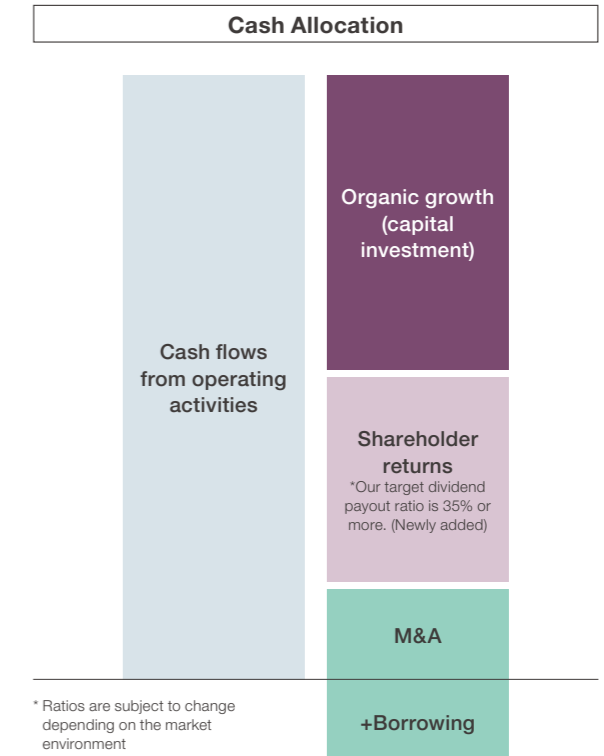 Cash Allocation
Cash flows
from operating
activities
Organic growth
(capital
investment)
Shareholder
returns
*Our target dividend
payout ratio is 35% or
more. (Newly added)
M&A
+Borrowing
* Ratios are subject to change
depending on the market
environment